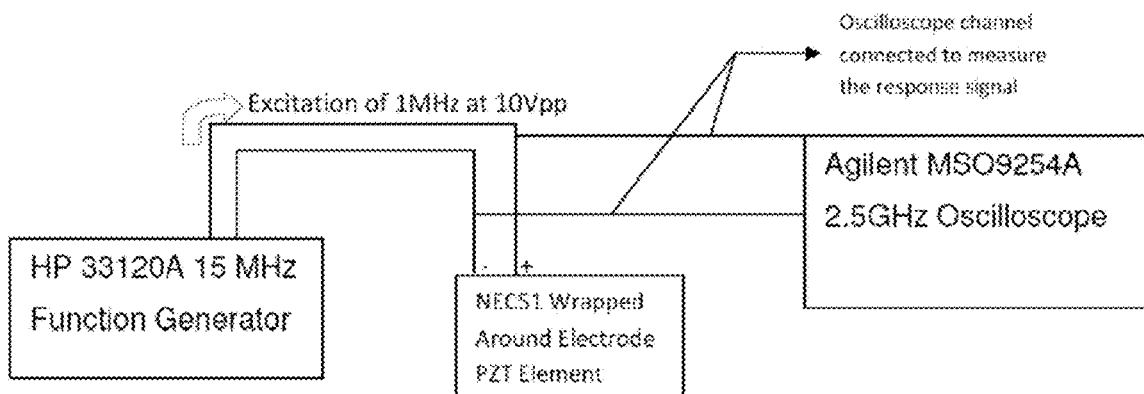 Oscilloscope channel
connected to measure
the response signal
Excitation of 1MHz at 10Vpp
Agilent MSO9254A
2.5GHz Oscilloscope
HP 33120A 15 MHz
Function Generator
- +
NECS1 Wrapped
Around Electrode
PZT Element